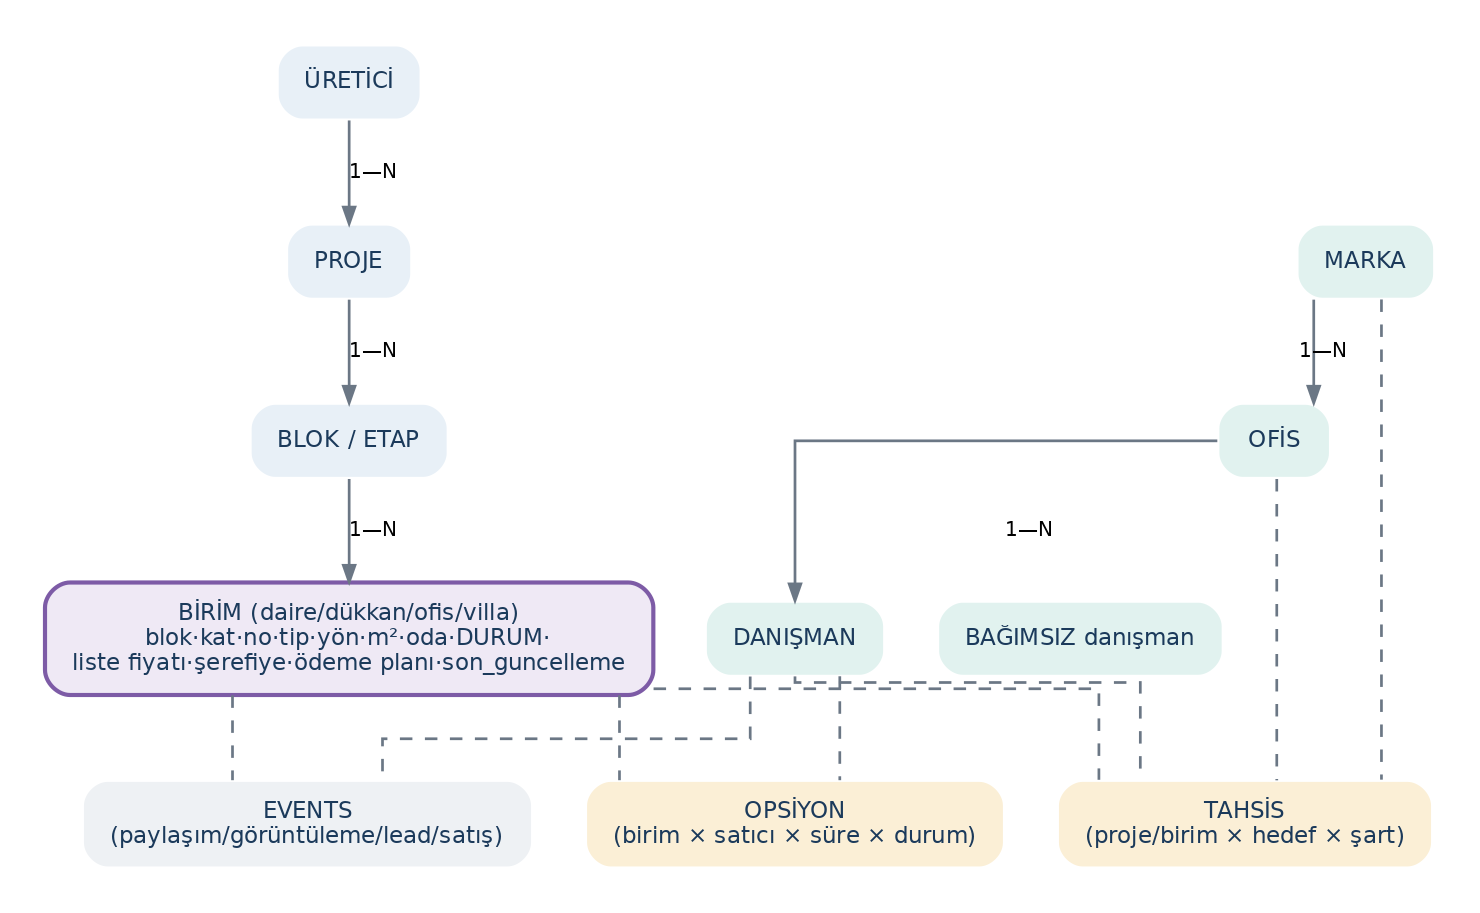 ÜRETİCİ
1—N
PROJE
MARKA
1—N
1—N
BLOK / ETAP
OFİS
1—N
1—N
BİRİM (daire/dükkan/ofis/villa)
blok·kat·no·tip·yön·m²·oda·DURUM·
liste fiyatı·şerefiye·ödeme planı·son_guncelleme
DANIŞMAN
BAĞIMSIZ danışman
EVENTS
(paylaşım/görüntüleme/lead/satış)
OPSİYON
(birim × satıcı × süre × durum)
TAHSİS
(proje/birim × hedef × şart)